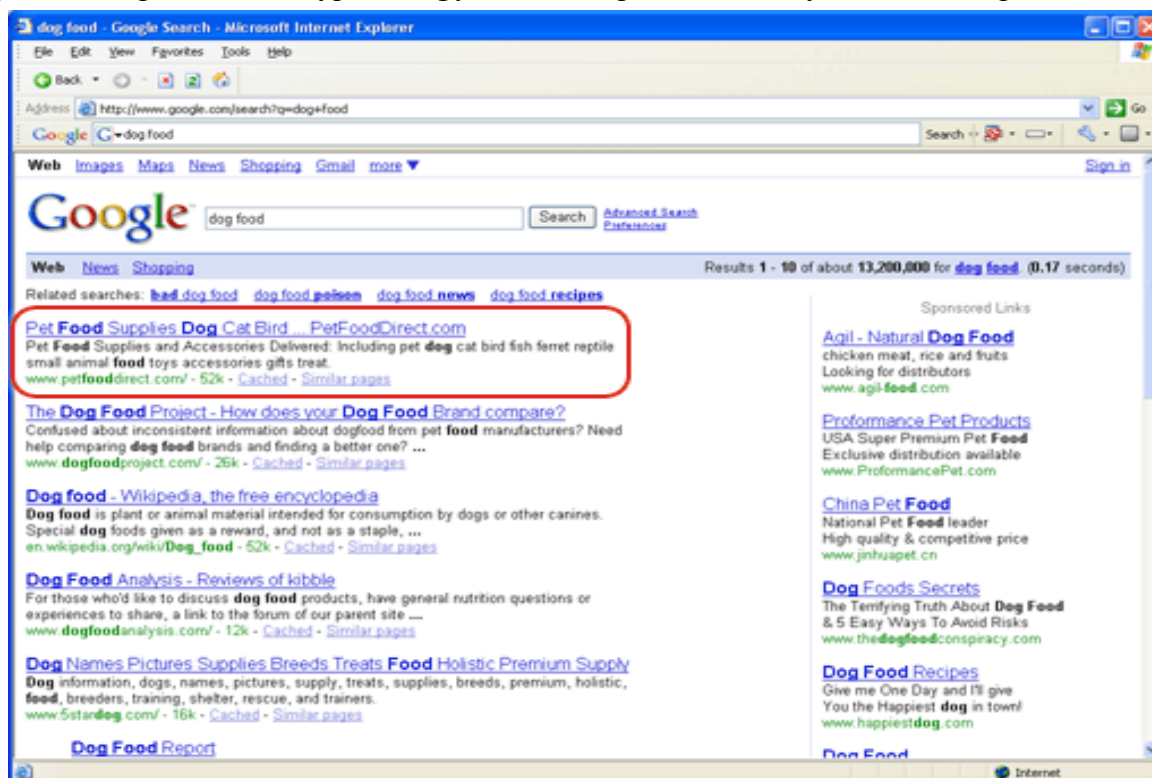 dog food - Google Search - Microsoft Internet Explorer
File Edit View Favorites Tools Help
Back
Address http://www.google.com/search?q=dog+food Go
Google G dog food Search
Web Images Maps News Shopping Gmail more ▼ Sign in
Google dog food Search Advanced Search
Preferences
Web News Shopping Results 1 - 10 of about 13,200,000 for dog food. (0.17 seconds)
Related searches: bad dog food dog food poison dog food news dog food recipes
Pet Food Supplies Dog Cat Bird ... PetFoodDirect.com
Pet Food Supplies and Accessories Delivered: Including pet dog cat bird fish ferret reptile
small animal food toys accessories gifts treat.
www.petfooddirect.com/ - 52k - Cached - Similar pages
The Dog Food Project - How does your Dog Food Brand compare?
Confused about inconsistent information about dogfood from pet food manufacturers? Need
help comparing dog food brands and finding a better one? ...
www.dogfoodproject.com/ - 26k - Cached - Similar pages
Dog food - Wikipedia, the free encyclopedia
Dog food is plant or animal material intended for consumption by dogs or other canines.
Special dog foods given as a reward, and not as a staple, ...
en.wikipedia.org/wiki/Dog_food - 52k - Cached - Similar pages
Dog Food Analysis - Reviews of kibble
For those who'd like to discuss dog food products, have general nutrition questions or
experiences to share, a link to the forum of our parent site ....
www.dogfoodanalysis.com/ - 12k - Cached - Similar pages
Dog Names Pictures Supplies Breeds Treats Food Holistic Premium Supply
Dog information, dogs, names, pictures, supply, treats, supplies, breeds, premium, holistic,
food, breeders, training, shelter, rescue, and trainers.
www.5stardog.com/ - 16k - Cached - Similar pages
Dog Food Report
Sponsored Links
Agil - Natural Dog Food
chicken meat, rice and fruits
Looking for distributors
www.agil-food.com
Proformance Pet Products
USA Super Premium Pet Food
Exclusive distribution available
www.ProformancePet.com
China Pet Food
National Pet Food leader
High quality & competitive price
www.jinhuapet.cn
Dog Foods Secrets
The Terrifying Truth About Dog Food
& 5 Easy Ways To Avoid Risks
www.thedogfoodconspiracy.com
Dog Food Recipes
Give me One Day and I'll give
You the Happiest dog in town!
www.happiestdog.com
Dog Food
Internet